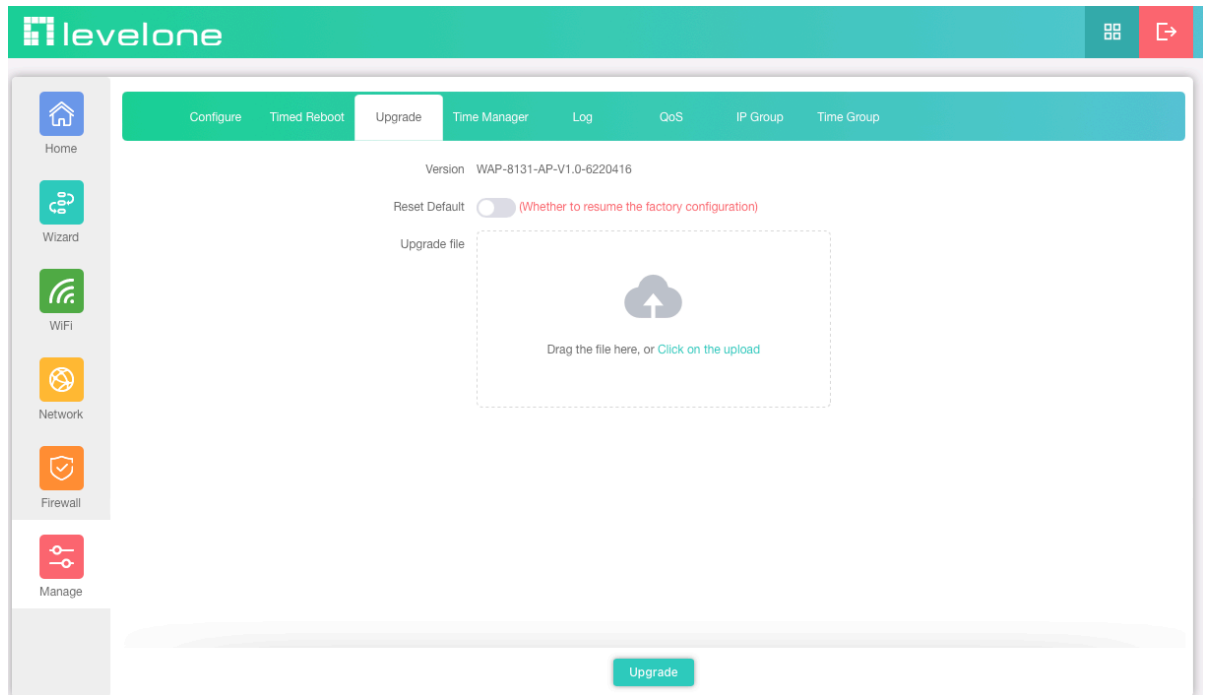 levelone
Configure Timed Reboot Upgrade Time Manager Log QoS IP Group Time Group
Home
Version WAP-8131-AP-V1.0-6220416
Reset Default (Whether to resume the factory configuration)
Wizard
Upgrade file
WiFi
Drag the file here, or Click on the upload
Network
Firewall
Manage
Upgrade